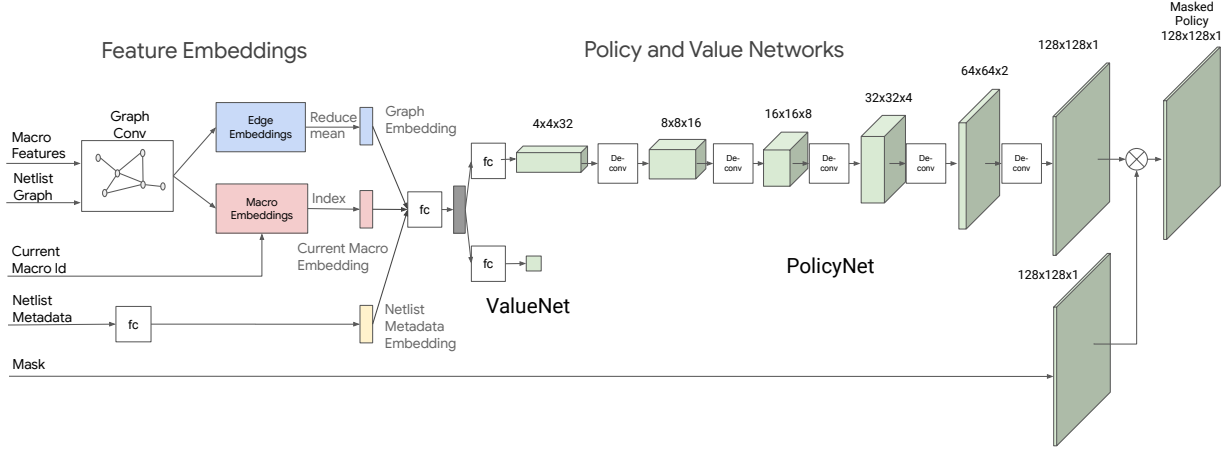 Feature Embeddings
Policy and Value Networks
Masked
Policy
128x128x1
128x128x1
64x64x2
32x32x4
16x16x8
8x8x16
4x4x32
Graph
Conv
Macro
Features
Netlist
Graph
Edge
Embeddings
Reduce
mean
Graph
Embedding
Macro
Embeddings
Index
Current Macro
Embedding
Current
Macro Id
Netlist
Metadata
fc
Netlist
Metadata
Embedding
fc
fc
De-
conv
De-
conv
De-
conv
De-
conv
De-
conv
fc
ValueNet
PolicyNet
128x128x1
Mask